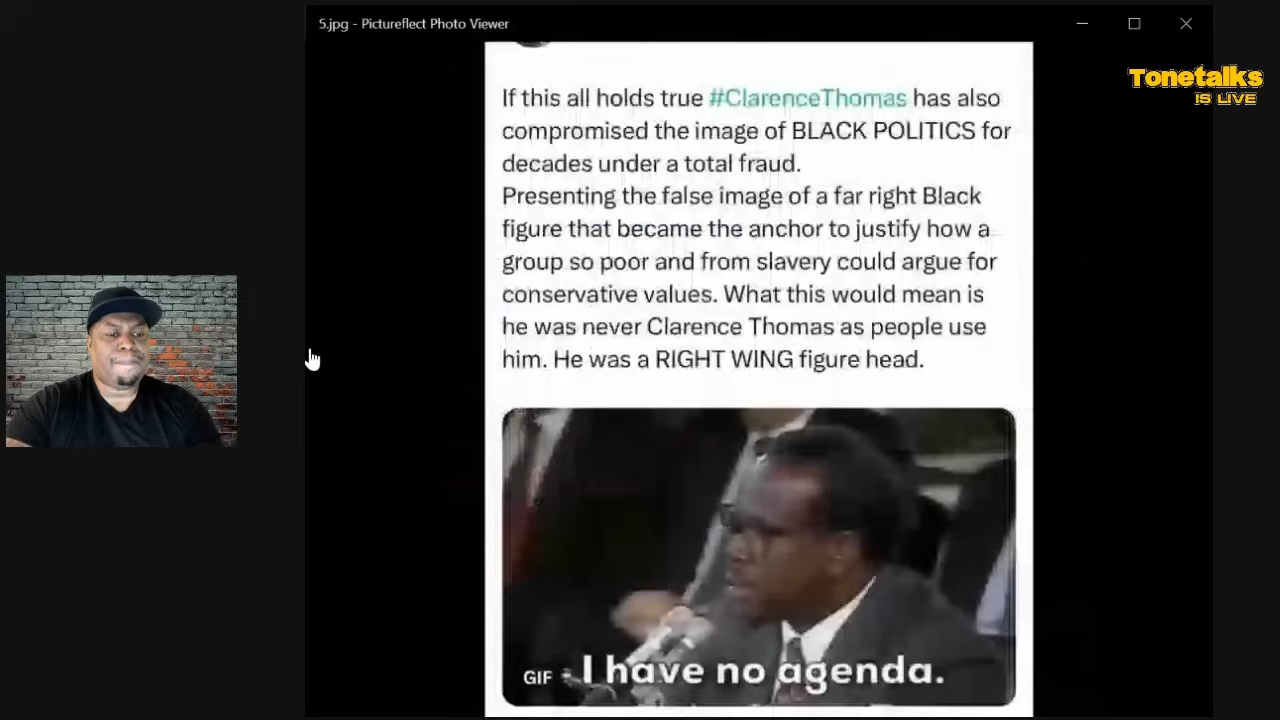 5.jpg - Pictureflect Photo Viewer
Tonetalks
IS LIVE
If this all holds true #ClarenceThomas has also
compromised the image of BLACK POLITICS for
decades under a total fraud.
Presenting the false image of a far right Black
figure that became the anchor to justify how a
group so poor and from slavery could argue for
conservative values. What this would mean is
he was never Clarence Thomas as people use
him. He was a RIGHT WING figure head.
GIF
I have no agenda.